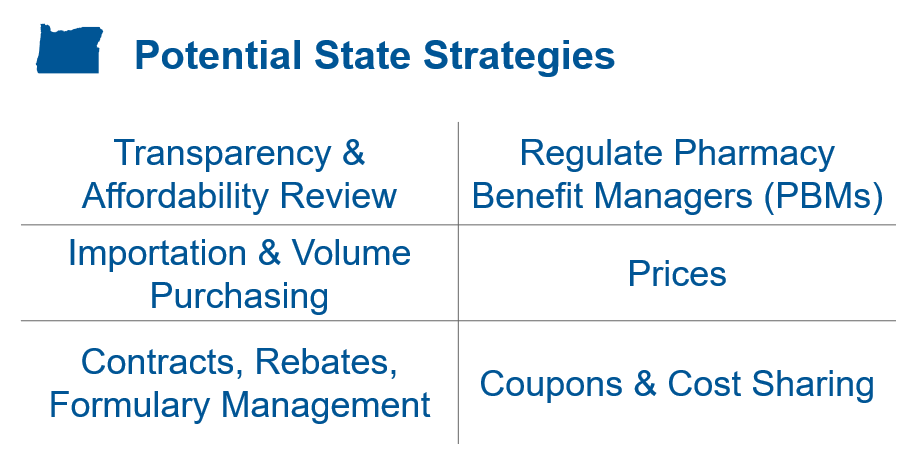 Potential State Strategies
Transparency &
Affordability Review
Regulate Pharmacy
Benefit Managers (PBMs)
Importation & Volume
Purchasing
Prices
Contracts, Rebates,
Formulary Management
Coupons & Cost Sharing